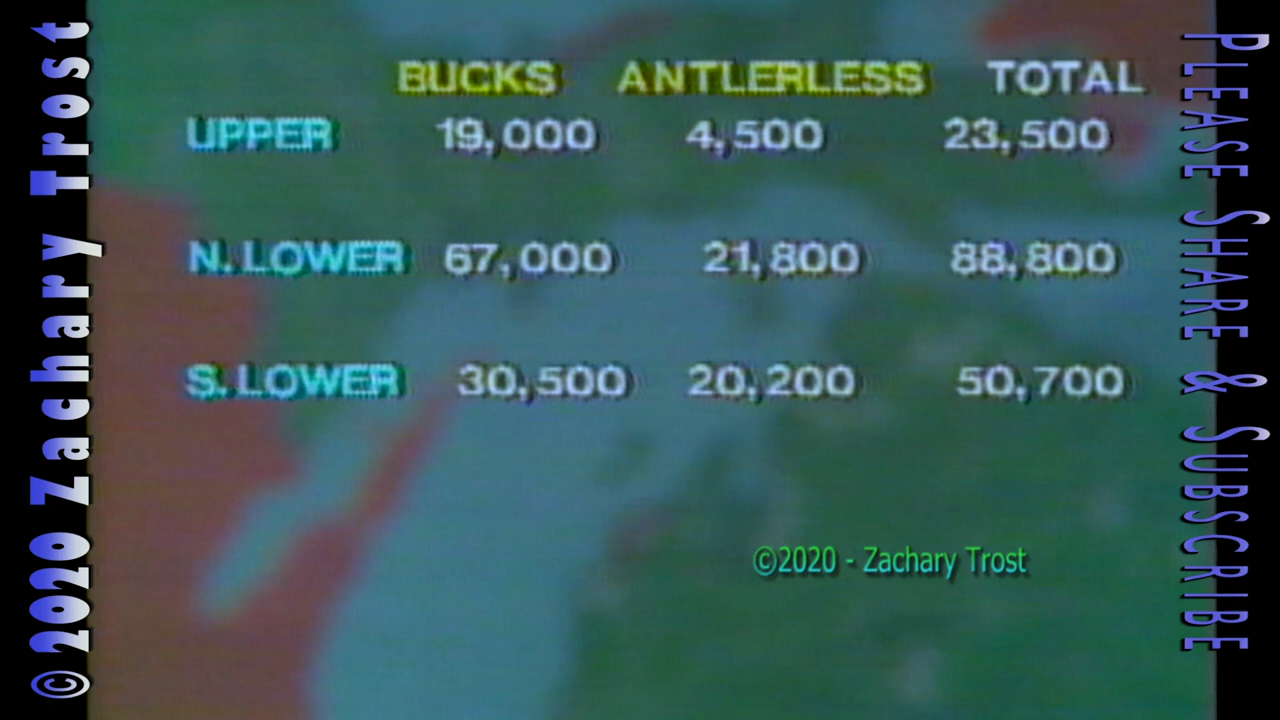 ©2020 Zachary Trost
BUCKS ANTLERLESS TOTAL
UPPER 19,000 4,500 23,500
N. LOWER 67,000 21,800 88,800
S. LOWER 30,500 20,200 50,700
©2020 - Zachary Trost
PLEASE SHARE & SUBSCRIBE